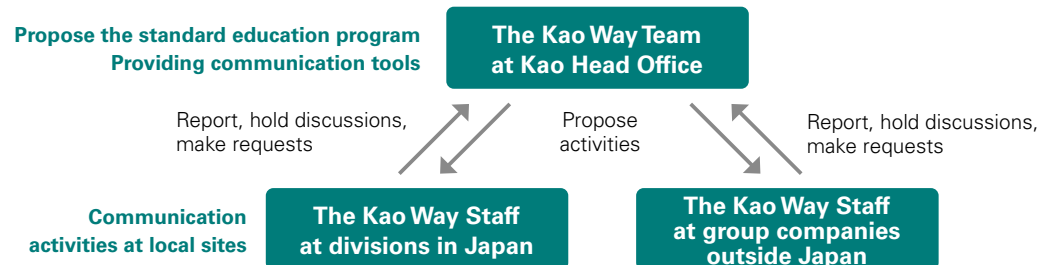 Propose the standard education program
Providing communication tools
The Kao Way Team
at Kao Head Office
Report, hold discussions,
make requests
Propose
activities
Report, hold discussions,
make requests
Communication
activities at local sites
The Kao Way Staff
at divisions in Japan
The Kao Way Staff
at group companies
outside Japan